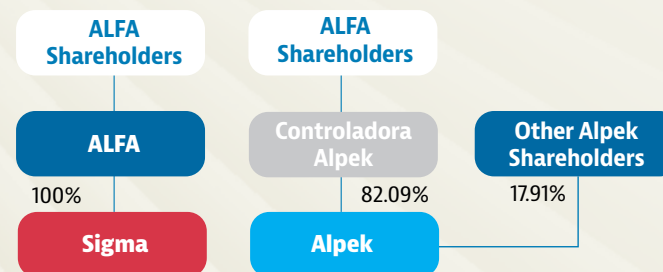 ALFA
Shareholders
ALFA
Shareholders
ALFA
Controladora
Alpek
Other Alpek
Shareholders
100%
82.09%
17.91%
Sigma
Alpek